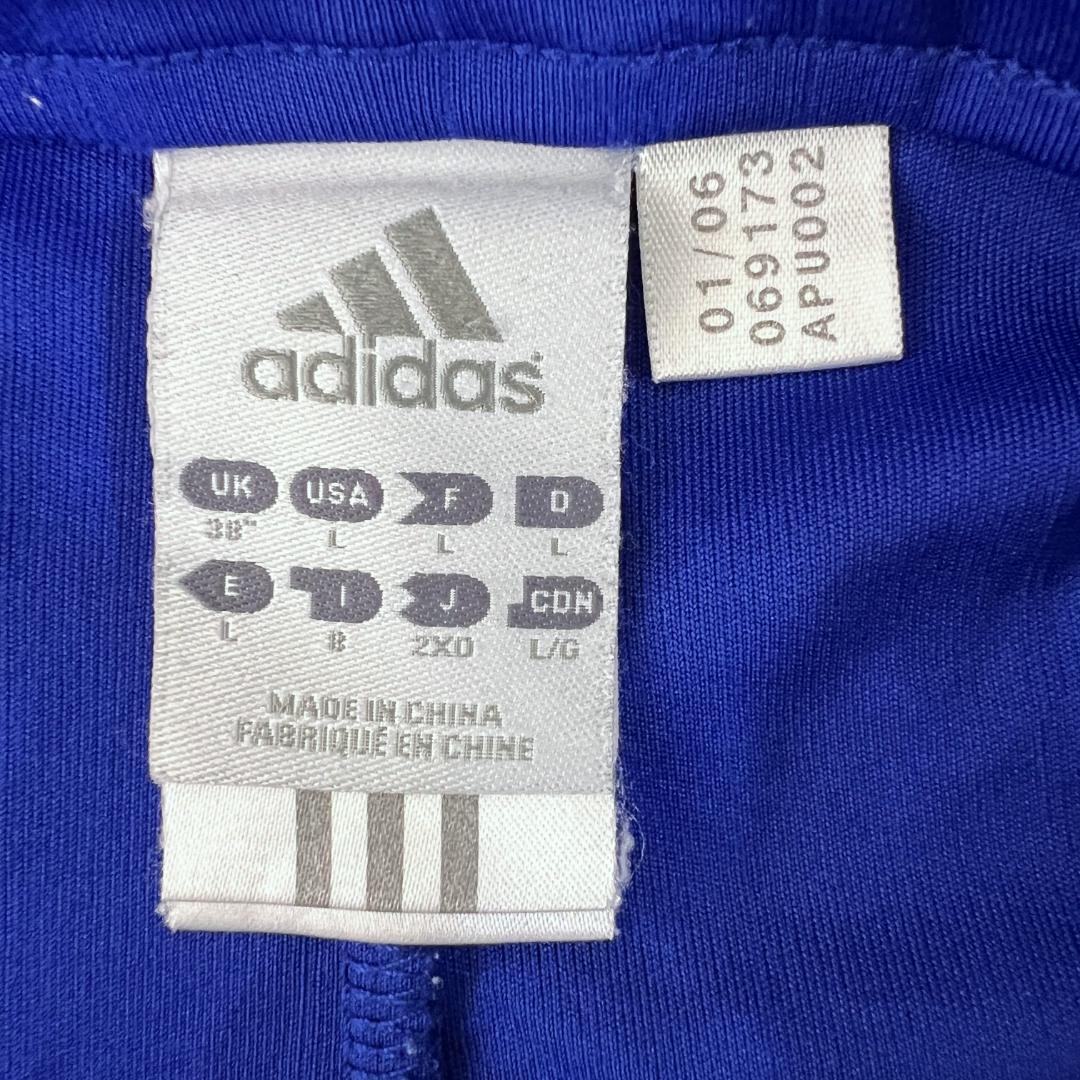 adidas
UK USA F D
38" L L L
E I J CDN
L 8 2XO L/G
MADE IN CHINA
FABRIQUÉ EN CHINE
01/06
069173
APU002